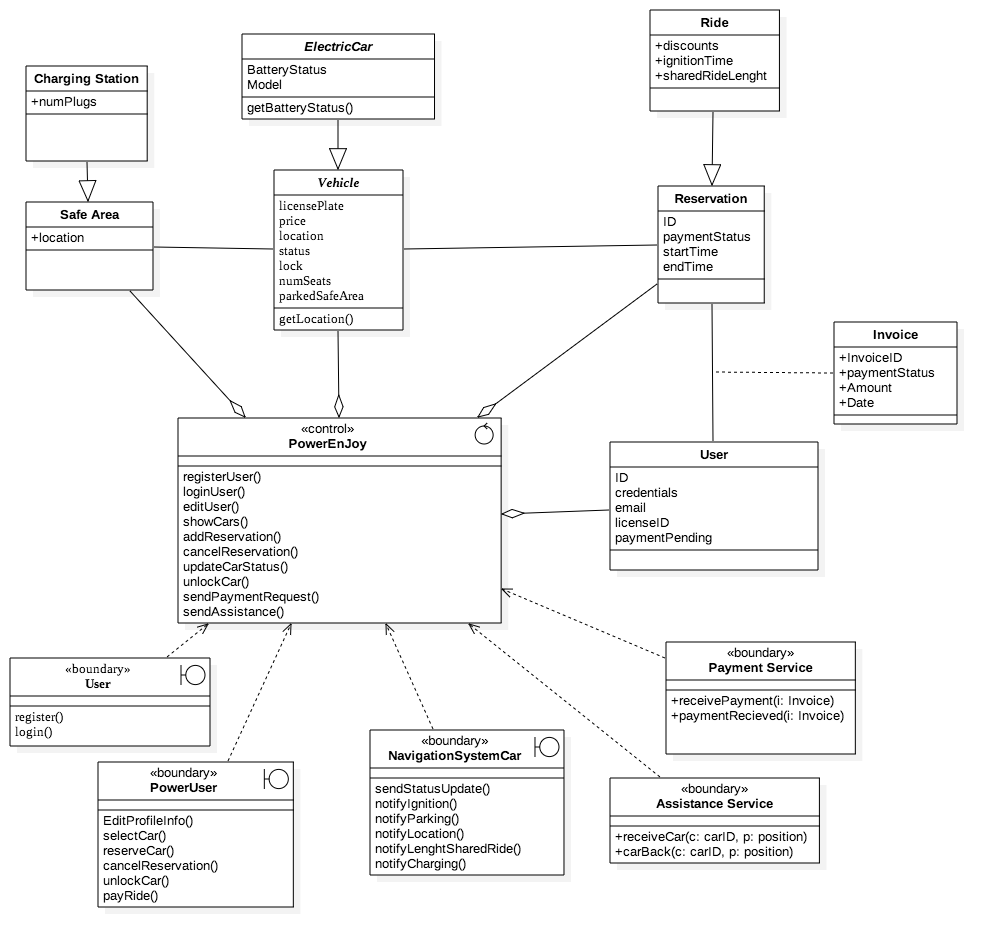 Ride
+discounts
+ignitionTime
+sharedRideLenght
ElectricCar
BatteryStatus
Model
getBatteryStatus()
Charging Station
+numPlugs
Safe Area
+location
Vehicle
licensePlate
price
location
status
lock
numSeats
parkedSafeArea
getLocation()
Reservation
ID
paymentStatus
startTime
endTime
Invoice
+InvoiceID
+paymentStatus
+Amount
+Date
«control»
PowerEnJoy
registerUser()
loginUser()
editUser()
showCars()
addReservation()
cancelReservation()
updateCarStatus()
unlockCar()
sendPaymentRequest()
sendAssistance()
User
ID
credentials
email
licenseID
paymentPending
«boundary»
User
register()
login()
«boundary»
PowerUser
EditProfileInfo()
selectCar()
reserveCar()
cancelReservation()
unlockCar()
payRide()
«boundary»
NavigationSystemCar
sendStatusUpdate()
notifyIgnition()
notifyParking()
notifyLocation()
notifyLenghtSharedRide()
notifyCharging()
«boundary»
Payment Service
+receivePayment(i: Invoice)
+paymentRecieved(i: Invoice)
«boundary»
Assistance Service
+receiveCar(c: carID, p: position)
+carBack(c: carID, p: position)